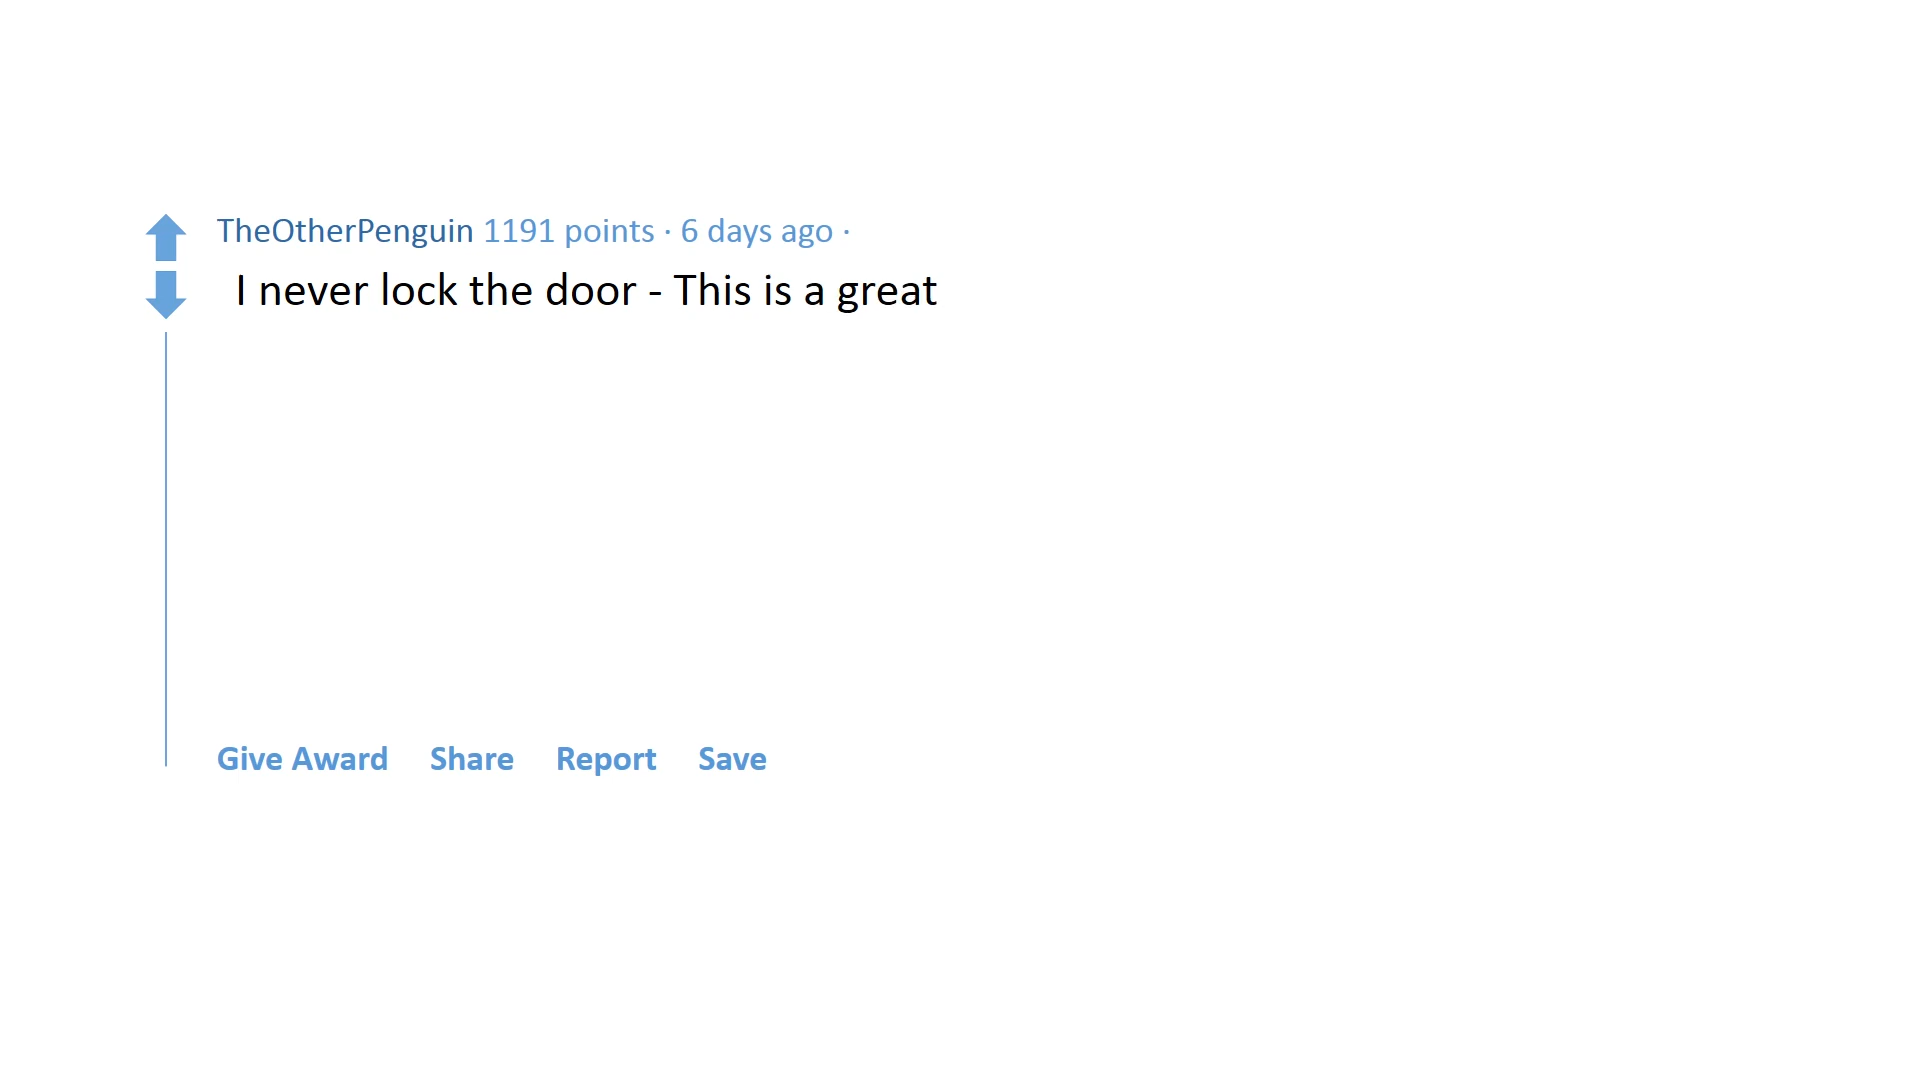 TheOtherPenguin 1191 points · 6 days ago ·
I never lock the door - This is a great
Give Award Share Report Save